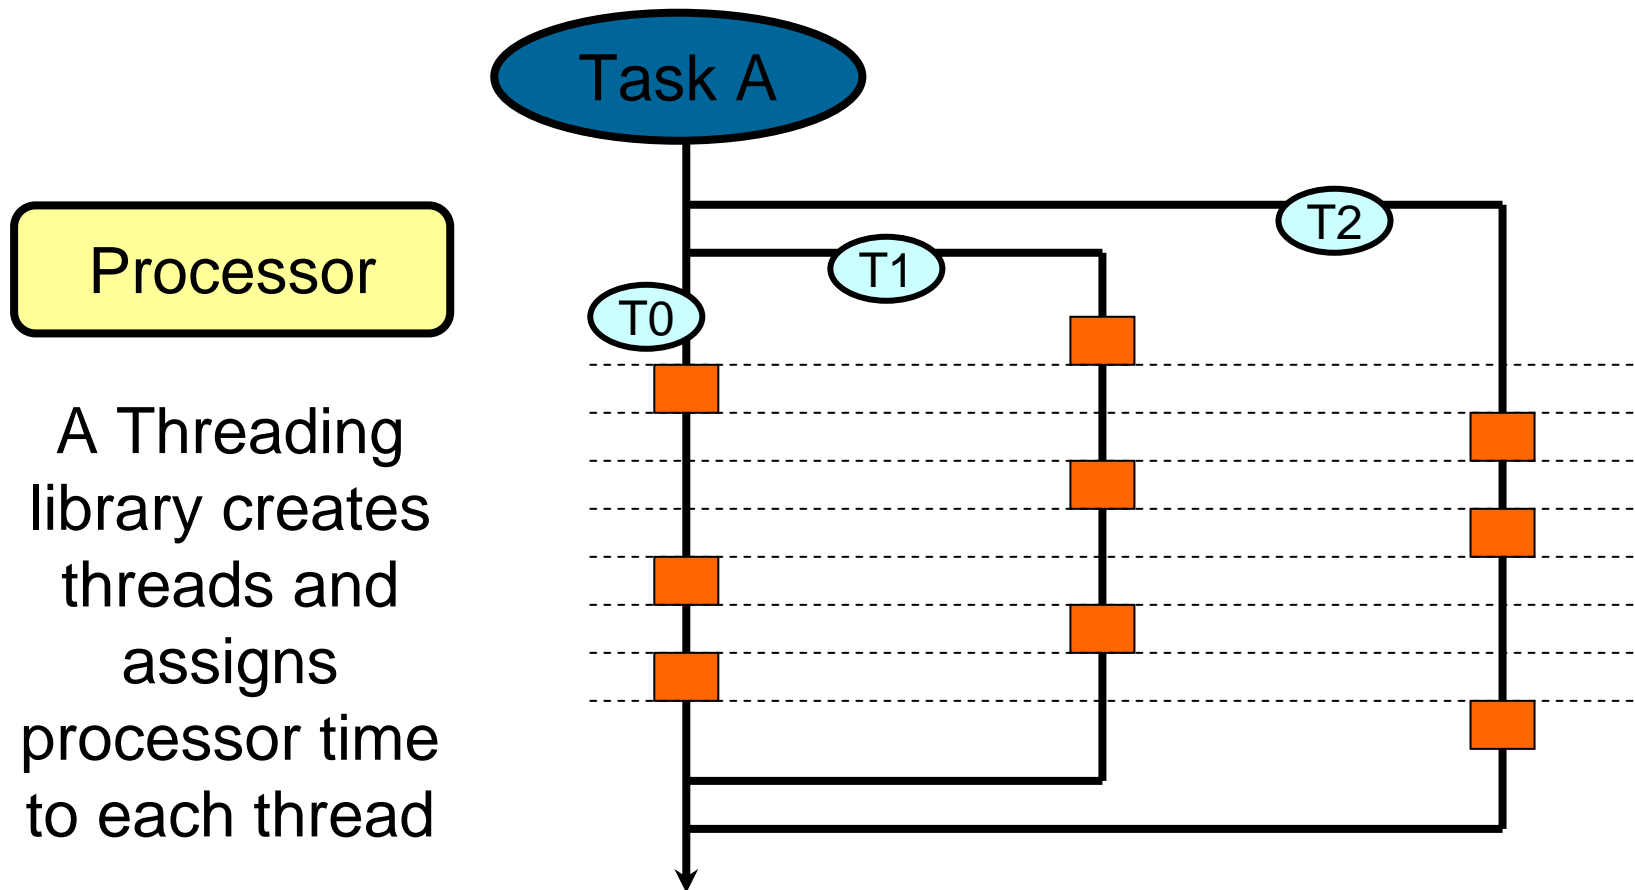 Task A
T2
T1
T0
Processor
A Threading
library creates
threads and
assigns
processor time
to each thread